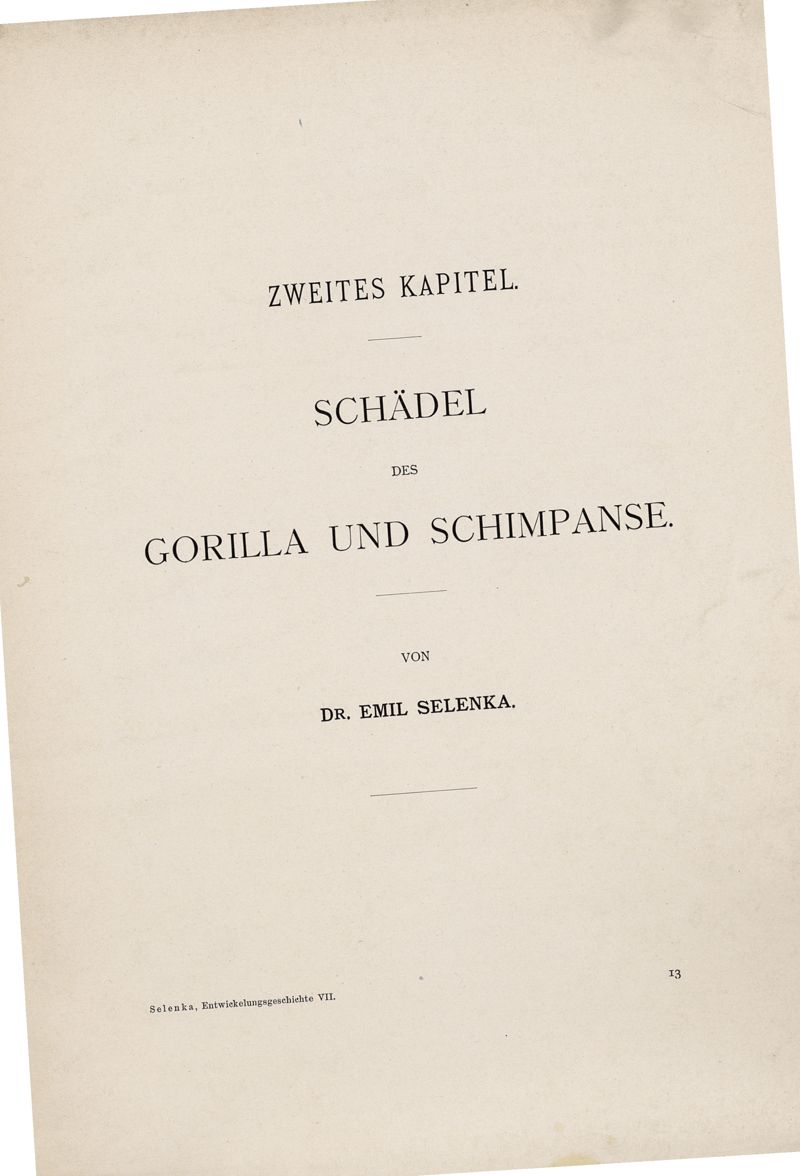 ZWEITES KAPITEL.
SCHÄDEL
DES
GORILLA UND SCHIMPANSE.
VON
DR. EMIL SELENKA.
Selenka, Entwickelungsgeschichte VII.
13